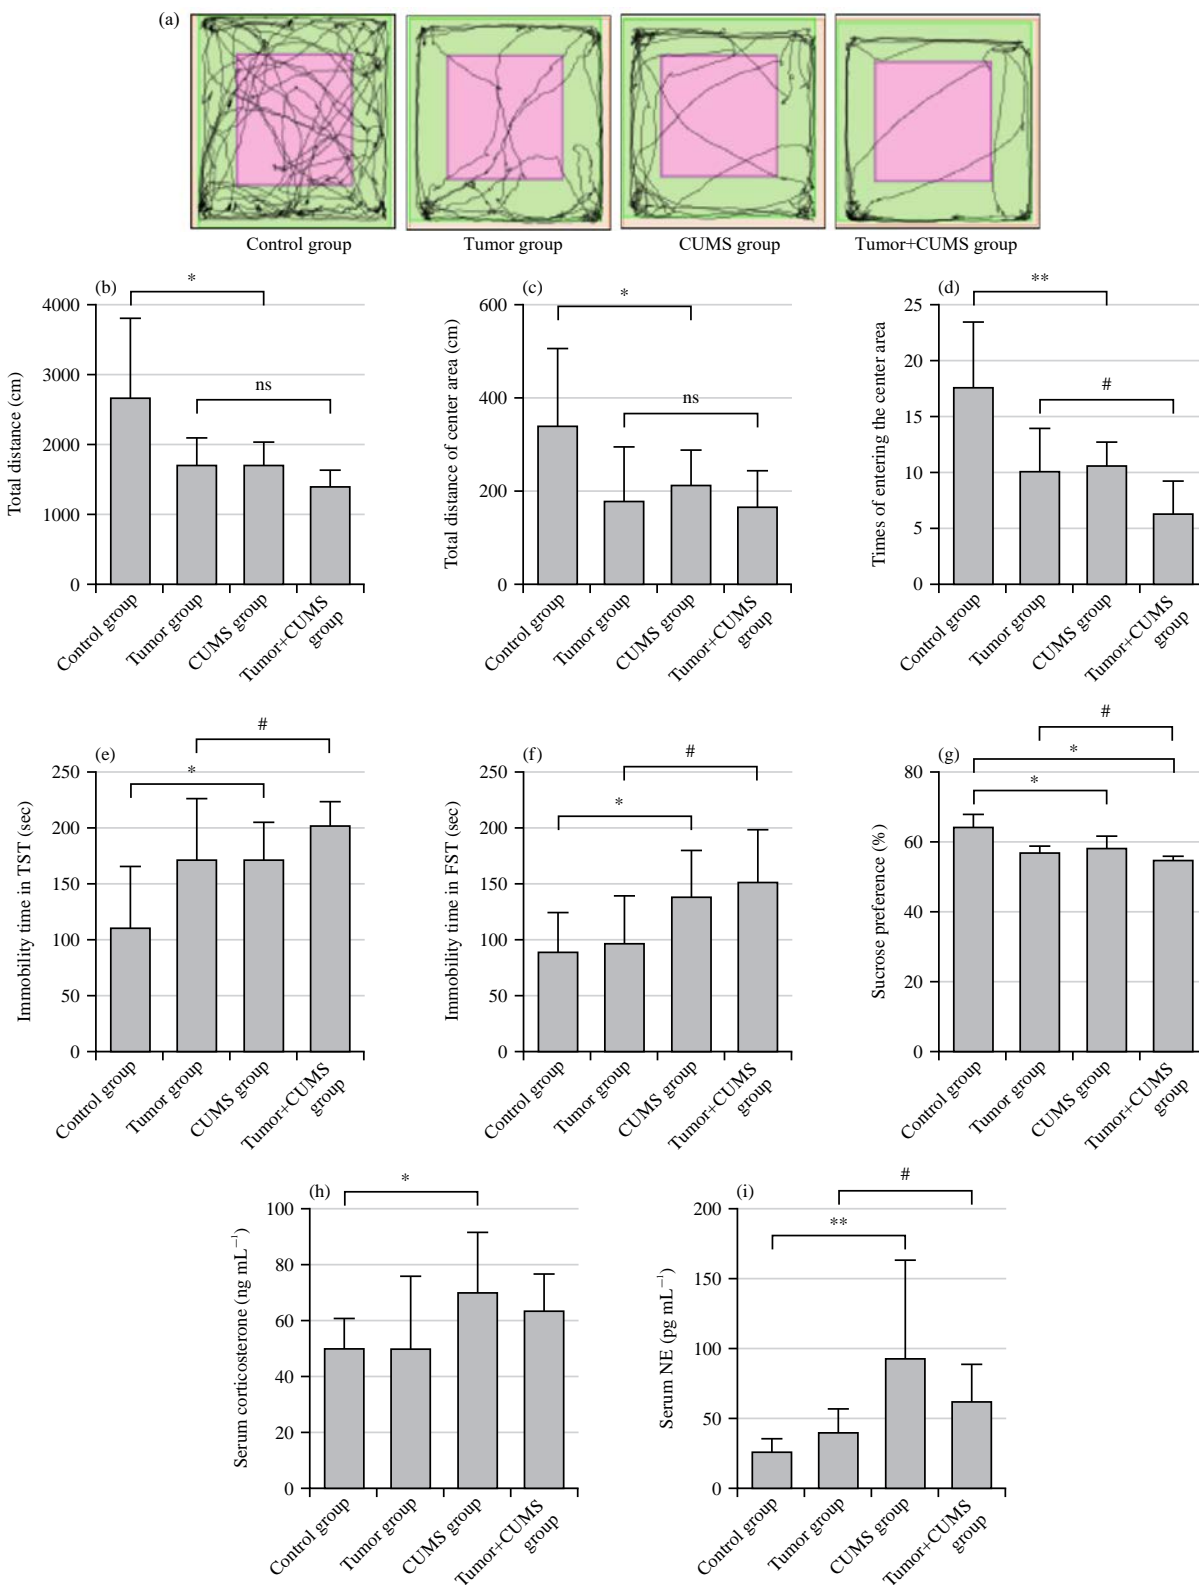 (a)
Control group
Tumor group
CUMS group
Tumor+CUMS group
(b)
*
ns
Total distance (cm)
4000
3000
2000
1000
0
Control group
Tumor group
CUMS group
Tumor+CUMS
group
(c)
*
ns
Total distance of center area (cm)
600
400
200
0
Control group
Tumor group
CUMS group
Tumor+CUMS
group
(d)
**
#
Times of entering the center area
25
20
15
10
5
0
Control group
Tumor group
CUMS group
Tumor+CUMS
group
(e)
#
*
Immobility time in TST (sec)
250
200
150
100
50
0
Control group
Tumor group
CUMS group
Tumor+CUMS
group
(f)
#
*
Immobility time in FST (sec)
250
200
150
100
50
0
Control group
Tumor group
CUMS group
Tumor+CUMS
group
(g)
#
*
*
Sucrose preference (%)
80
60
40
20
0
Control group
Tumor group
CUMS group
Tumor+CUMS
group
(h)
*
Serum corticosterone (ng mL⁻¹)
100
80
60
40
20
0
Control group
Tumor group
CUMS group
Tumor+CUMS
group
(i)
#
**
Serum NE (pg mL⁻¹)
200
150
100
50
0
Control group
Tumor group
CUMS group
Tumor+CUMS
group